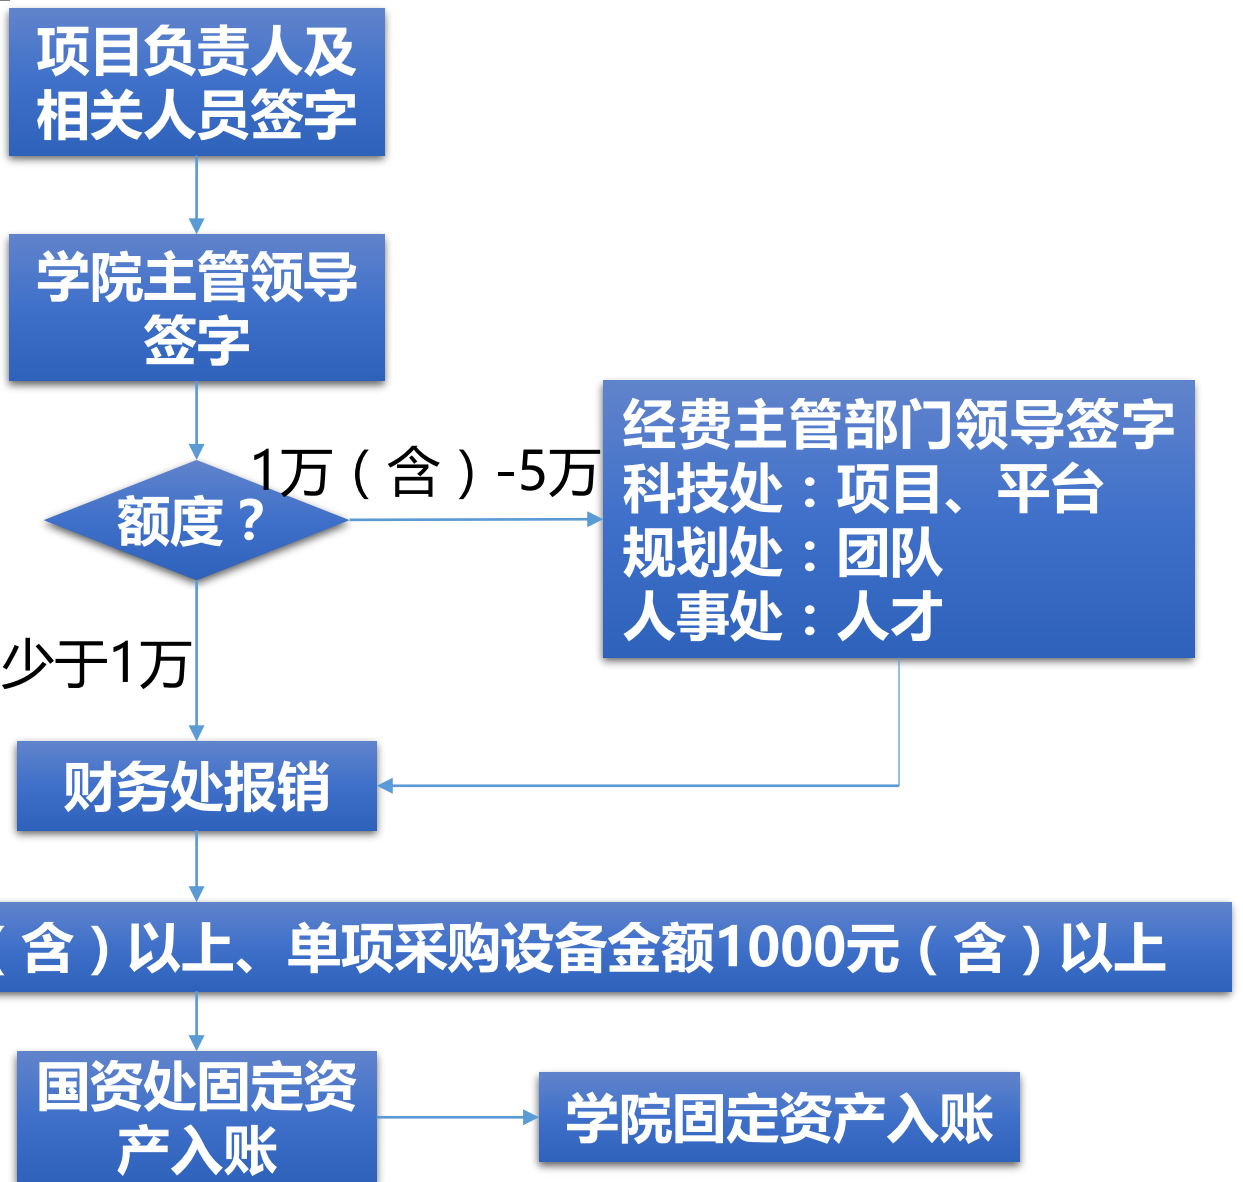 项目负责人及
相关人员签字
学院主管领导
签字
额度？
1万（含）-5万
经费主管部门领导签字
科技处：项目、平台
规划处：团队
人事处：人才
少于1万
财务处报销
（含）以上、单项采购设备金额1000元（含）以上
国资处固定资
产入账
学院固定资产入账